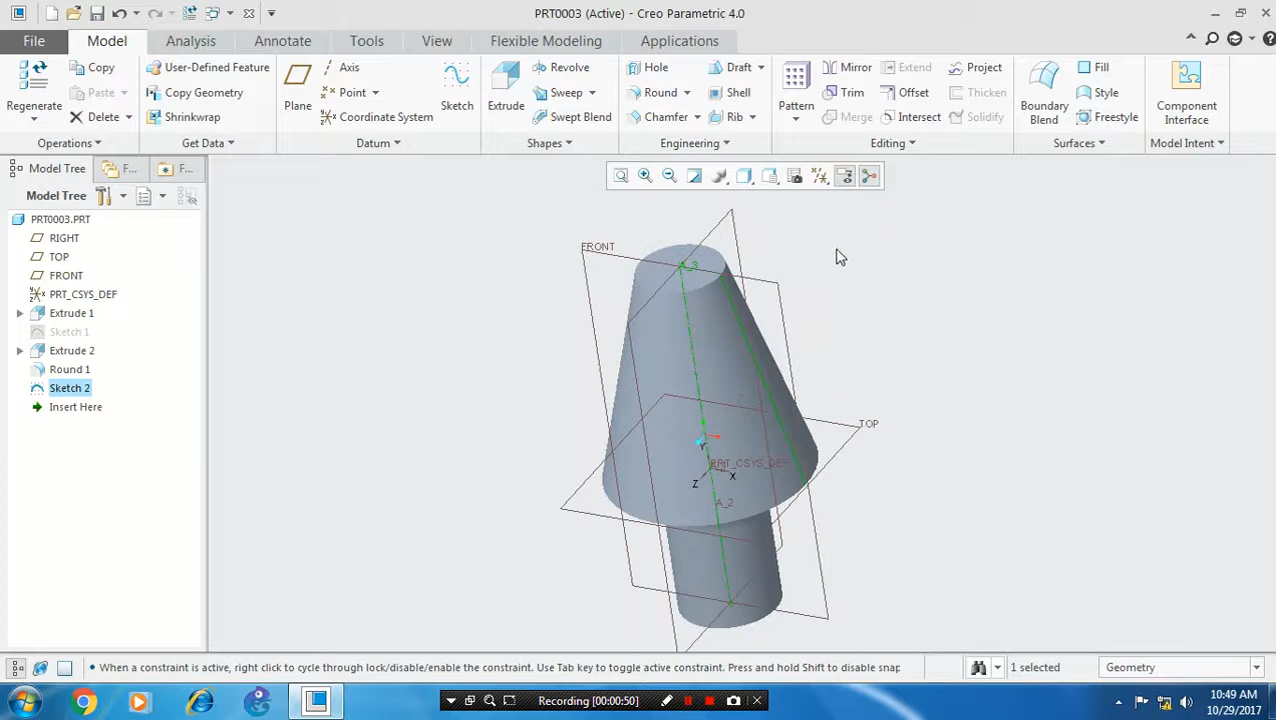 PRT0003 (Active) - Creo Parametric 4.0
File Model Analysis Annotate Tools View Flexible Modeling Applications
Regenerate
Copy
Paste
Delete
Operations
User-Defined Feature
Copy Geometry
Shrinkwrap
Get Data
Plane
Axis
Point
Coordinate System
Sketch
Datum
Extrude
Revolve
Sweep
Swept Blend
Shapes
Hole
Round
Chamfer
Draft
Shell
Rib
Engineering
Pattern
Mirror
Trim
Merge
Extend
Offset
Intersect
Project
Thicken
Solidify
Editing
Boundary
Blend
Fill
Style
Freestyle
Surfaces
Component
Interface
Model Intent
Model Tree
F...
F...
Model Tree
PRT0003.PRT
RIGHT
TOP
FRONT
PRT_CSYS_DEF
Extrude 1
Sketch 1
Extrude 2
Round 1
Sketch 2
Insert Here
FRONT
A_3
TOP
Y
PRT_CSYS_DEF
X
Z
A_2
When a constraint is active, right click to cycle through lock/disable/enable the constraint. Use Tab key to toggle active constraint. Press and hold Shift to disable snap
1 selected
Geometry
Recording [00:00:50]
10:49 AM
10/29/2017